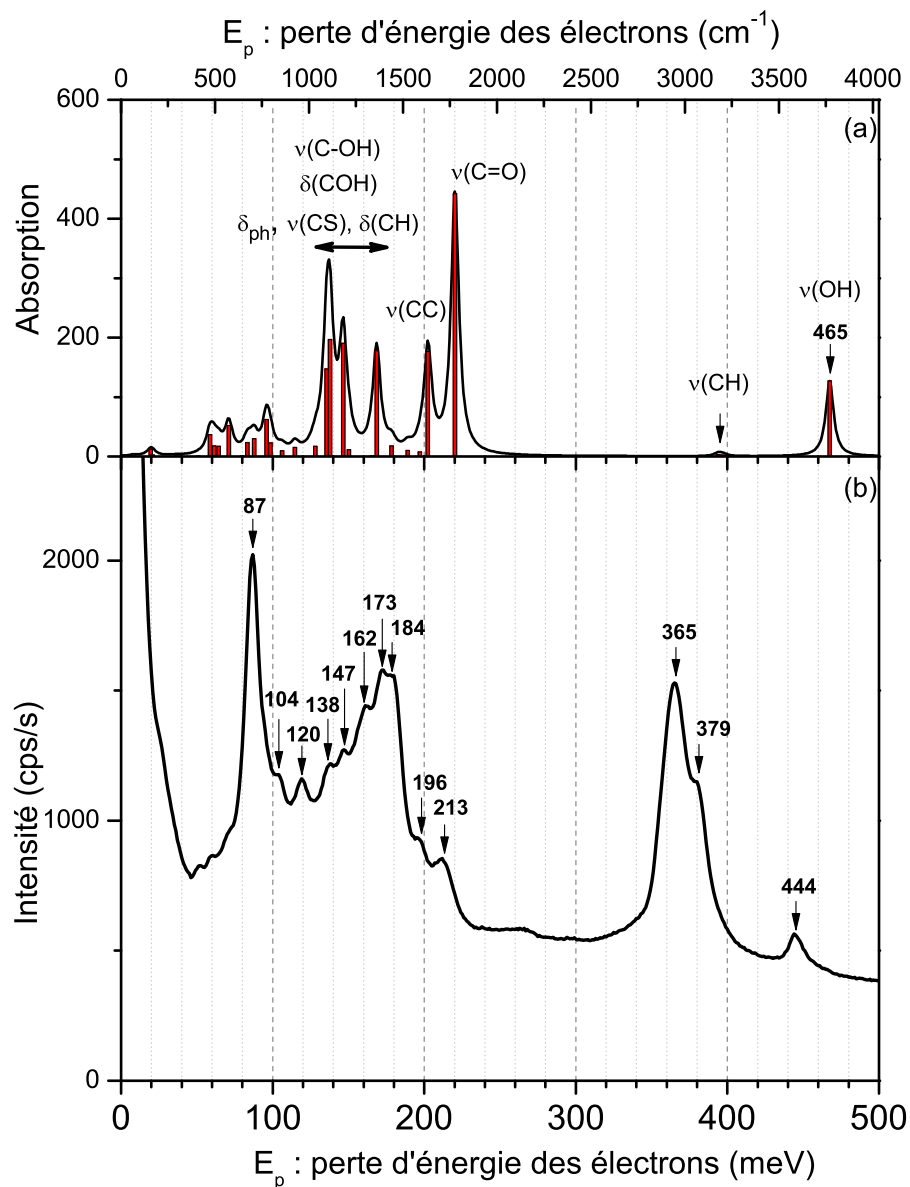 E_p : perte d'énergie des électrons (cm⁻¹)
0 500 1000 1500 2000 2500 3000 3500 4000
600
(a)
ν(C-OH)
δ(COH)
ν(C=O)
δ_ph, ν(CS), δ(CH)
400
Absorption
ν(CC)
ν(OH)
465
200
ν(CH)
0
(b)
87
2000
173
184
162
365
147
104
138
379
120
196
213
1000
444
Intensité (cps/s)
0
0 100 200 300 400 500
E_p : perte d'énergie des électrons (meV)